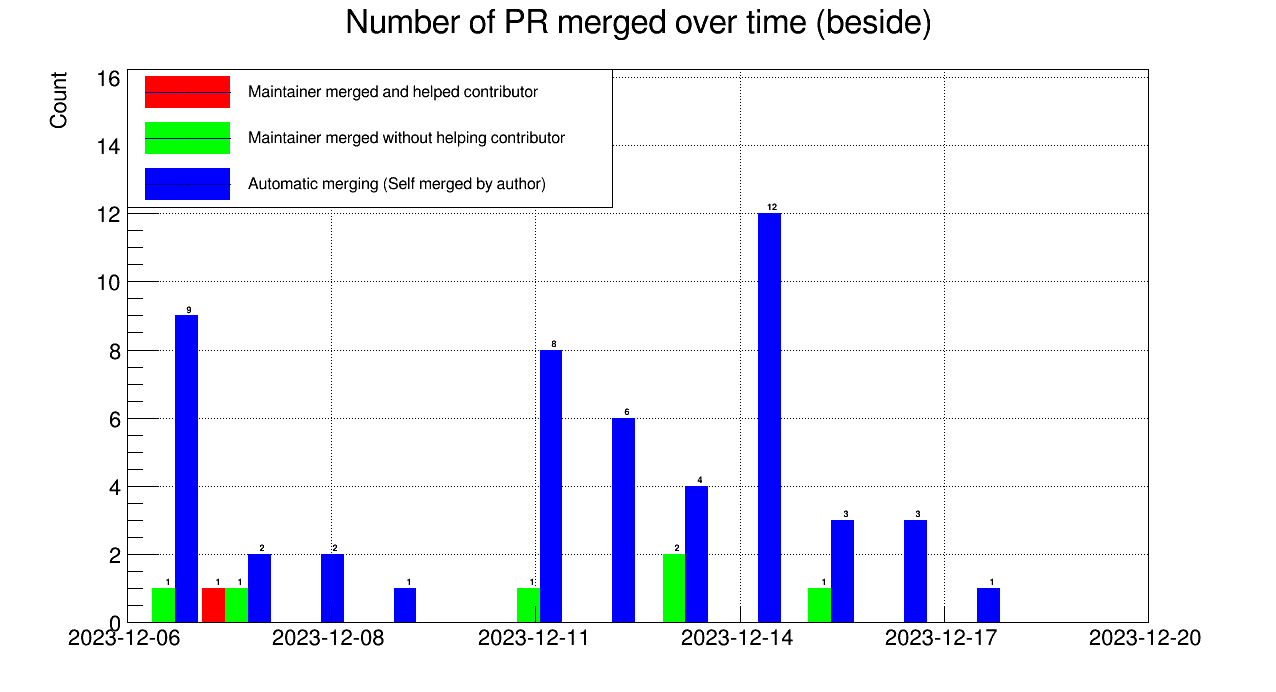 Number of PR merged over time (beside)
Count
16
14
12
10
8
6
4
2
0
Maintainer merged and helped contributor
Maintainer merged without helping contributor
Automatic merging (Self merged by author)
1 9 1 1 2 2 1 1 8 6 2 4 12 1 3 3 1
2023-12-06 2023-12-08 2023-12-11 2023-12-14 2023-12-17 2023-12-20